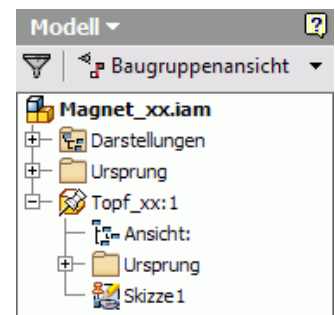 Modell
Baugruppenansicht
Magnet_xx.iam
Darstellungen
Ursprung
Topf_xx:1
Ansicht:
Ursprung
Skizze1